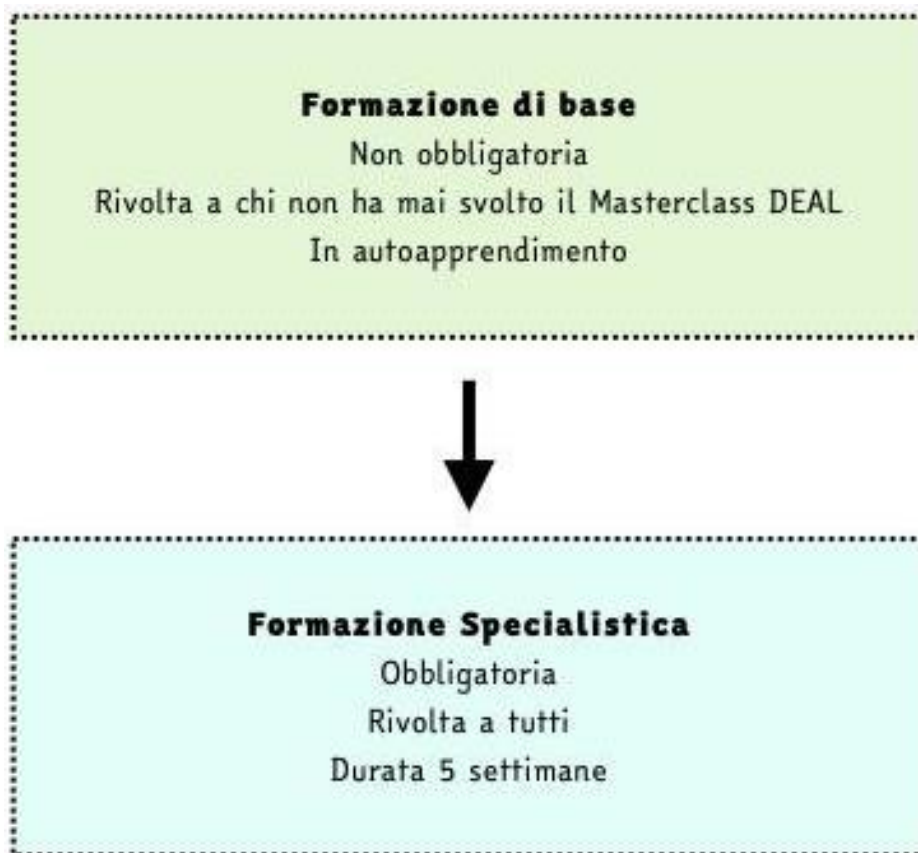 Formazione di base
Non obbligatoria
Rivolta a chi non ha mai svolto il Masterclass DEAL
In autoapprendimento
Formazione Specialistica
Obbligatoria
Rivolta a tutti
Durata 5 settimane